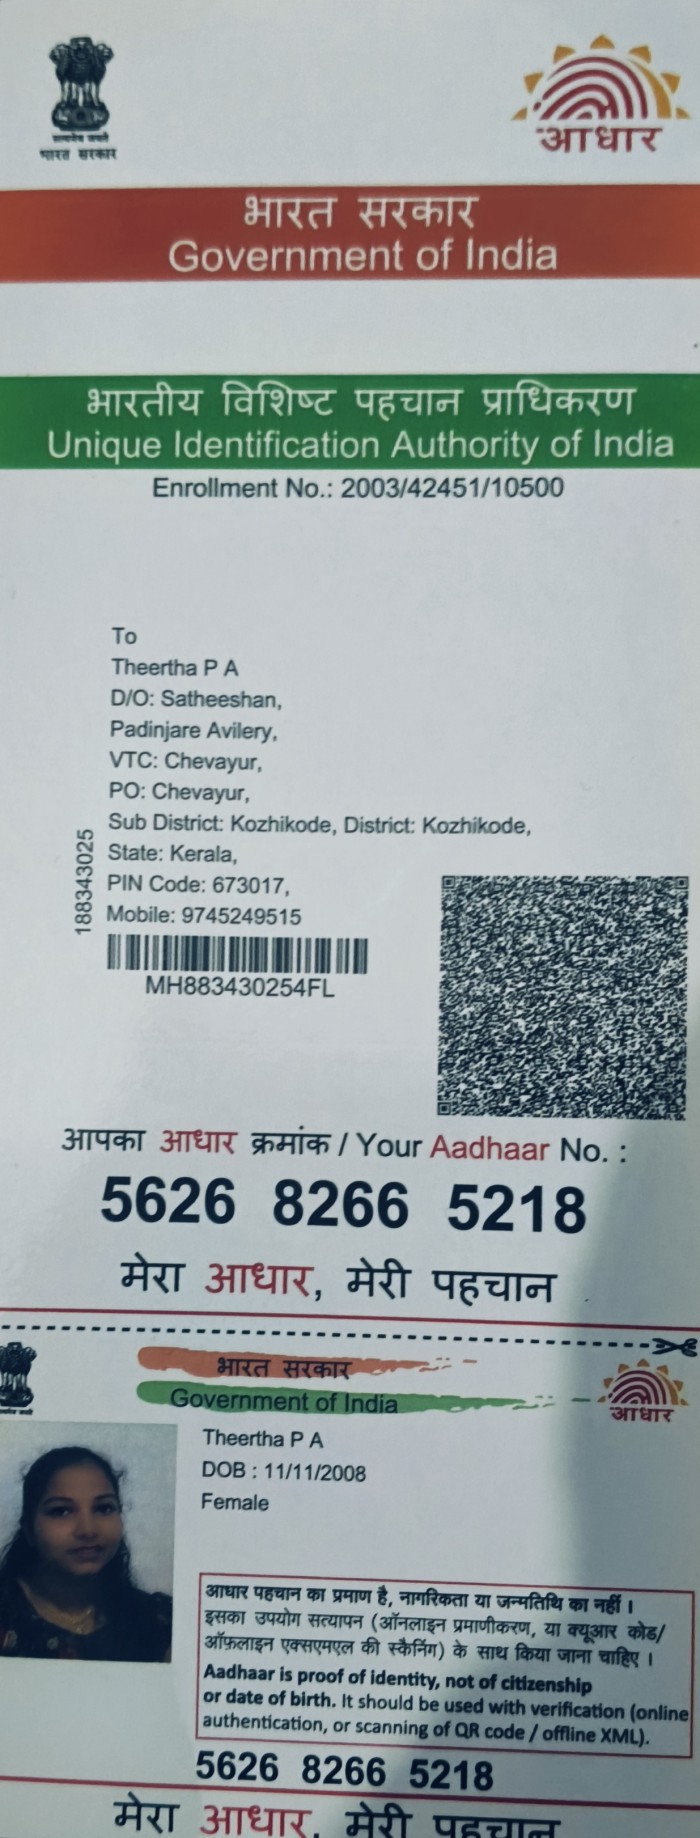 सत्यमेव जयते
भारत सरकार
आधार
भारत सरकार
Government of India
भारतीय विशिष्ट पहचान प्राधिकरण
Unique Identification Authority of India
Enrollment No.: 2003/42451/10500
To
Theertha P A
D/O: Satheeshan,
Padinjare Avilery,
VTC: Chevayur,
PO: Chevayur,
Sub District: Kozhikode, District: Kozhikode,
State: Kerala,
PIN Code: 673017,
Mobile: 9745249515
188343025
MH883430254FL
आपका आधार क्रमांक / Your Aadhaar No. :
5626 8266 5218
मेरा आधार, मेरी पहचान
भारत सरकार
Government of India
आधार
Theertha P A
DOB : 11/11/2008
Female
आधार पहचान का प्रमाण है, नागरिकता या जन्मतिथि का नहीं ।
इसका उपयोग सत्यापन (ऑनलाइन प्रमाणीकरण, या क्यूआर कोड/
ऑफ़लाइन एक्सएमएल की स्कैनिंग) के साथ किया जाना चाहिए ।
Aadhaar is proof of identity, not of citizenship
or date of birth. It should be used with verification (online
authentication, or scanning of QR code / offline XML).
5626 8266 5218
मेरा आधार, मेरी पहचान